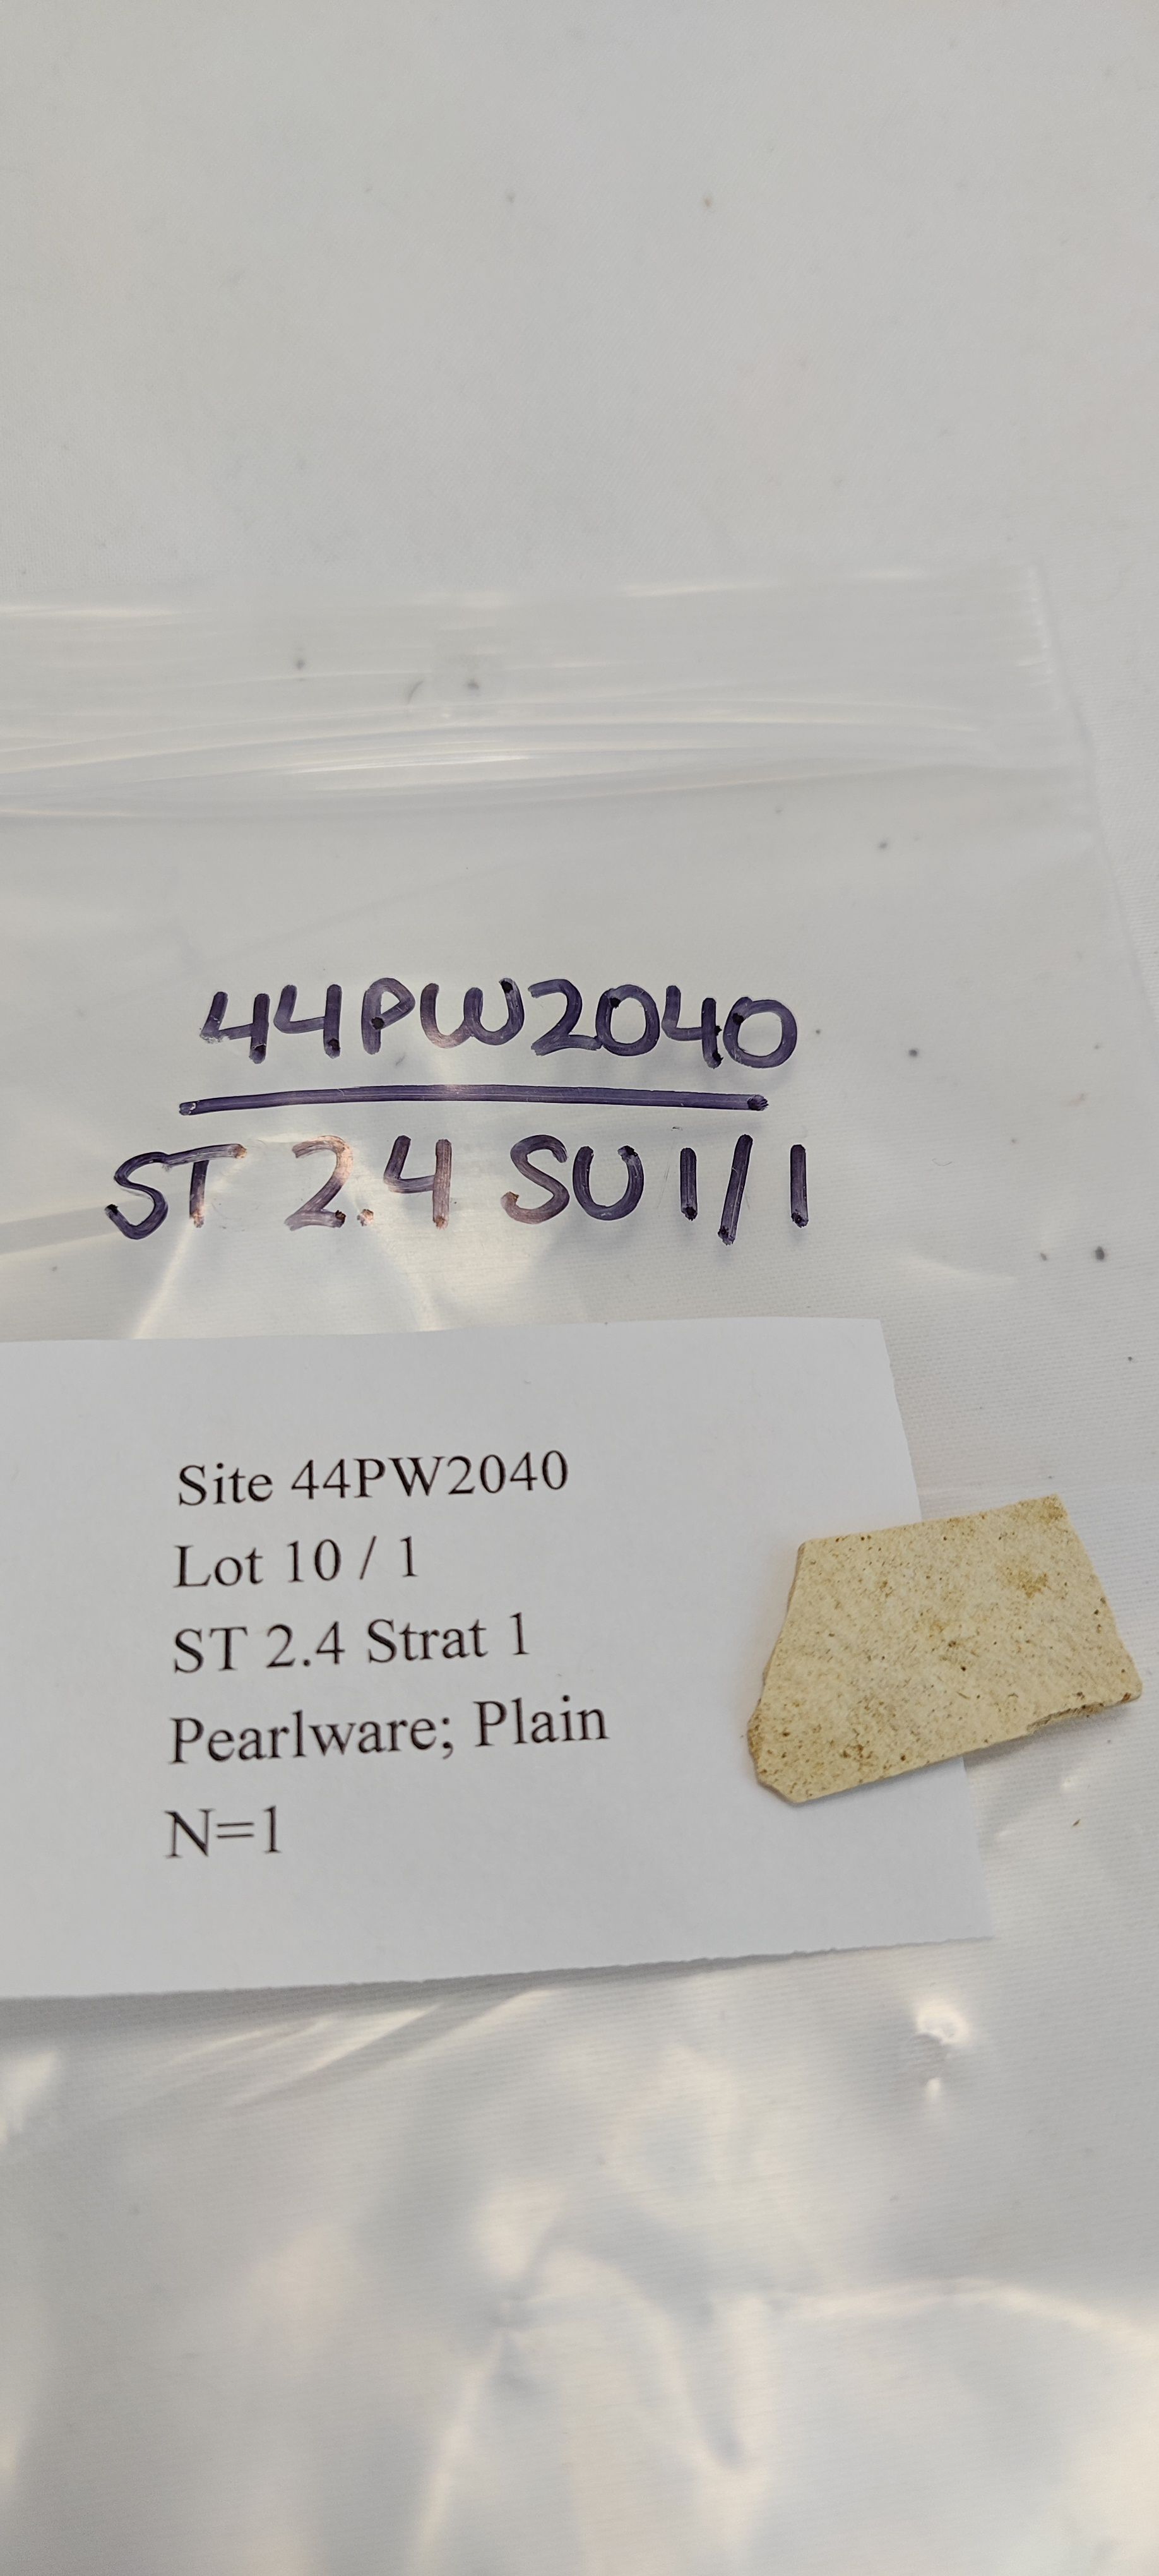 44PW2040
ST 2.4 SU 1/1
Site 44PW2040
Lot 10 / 1
ST 2.4 Strat 1
Pearlware; Plain
N=1